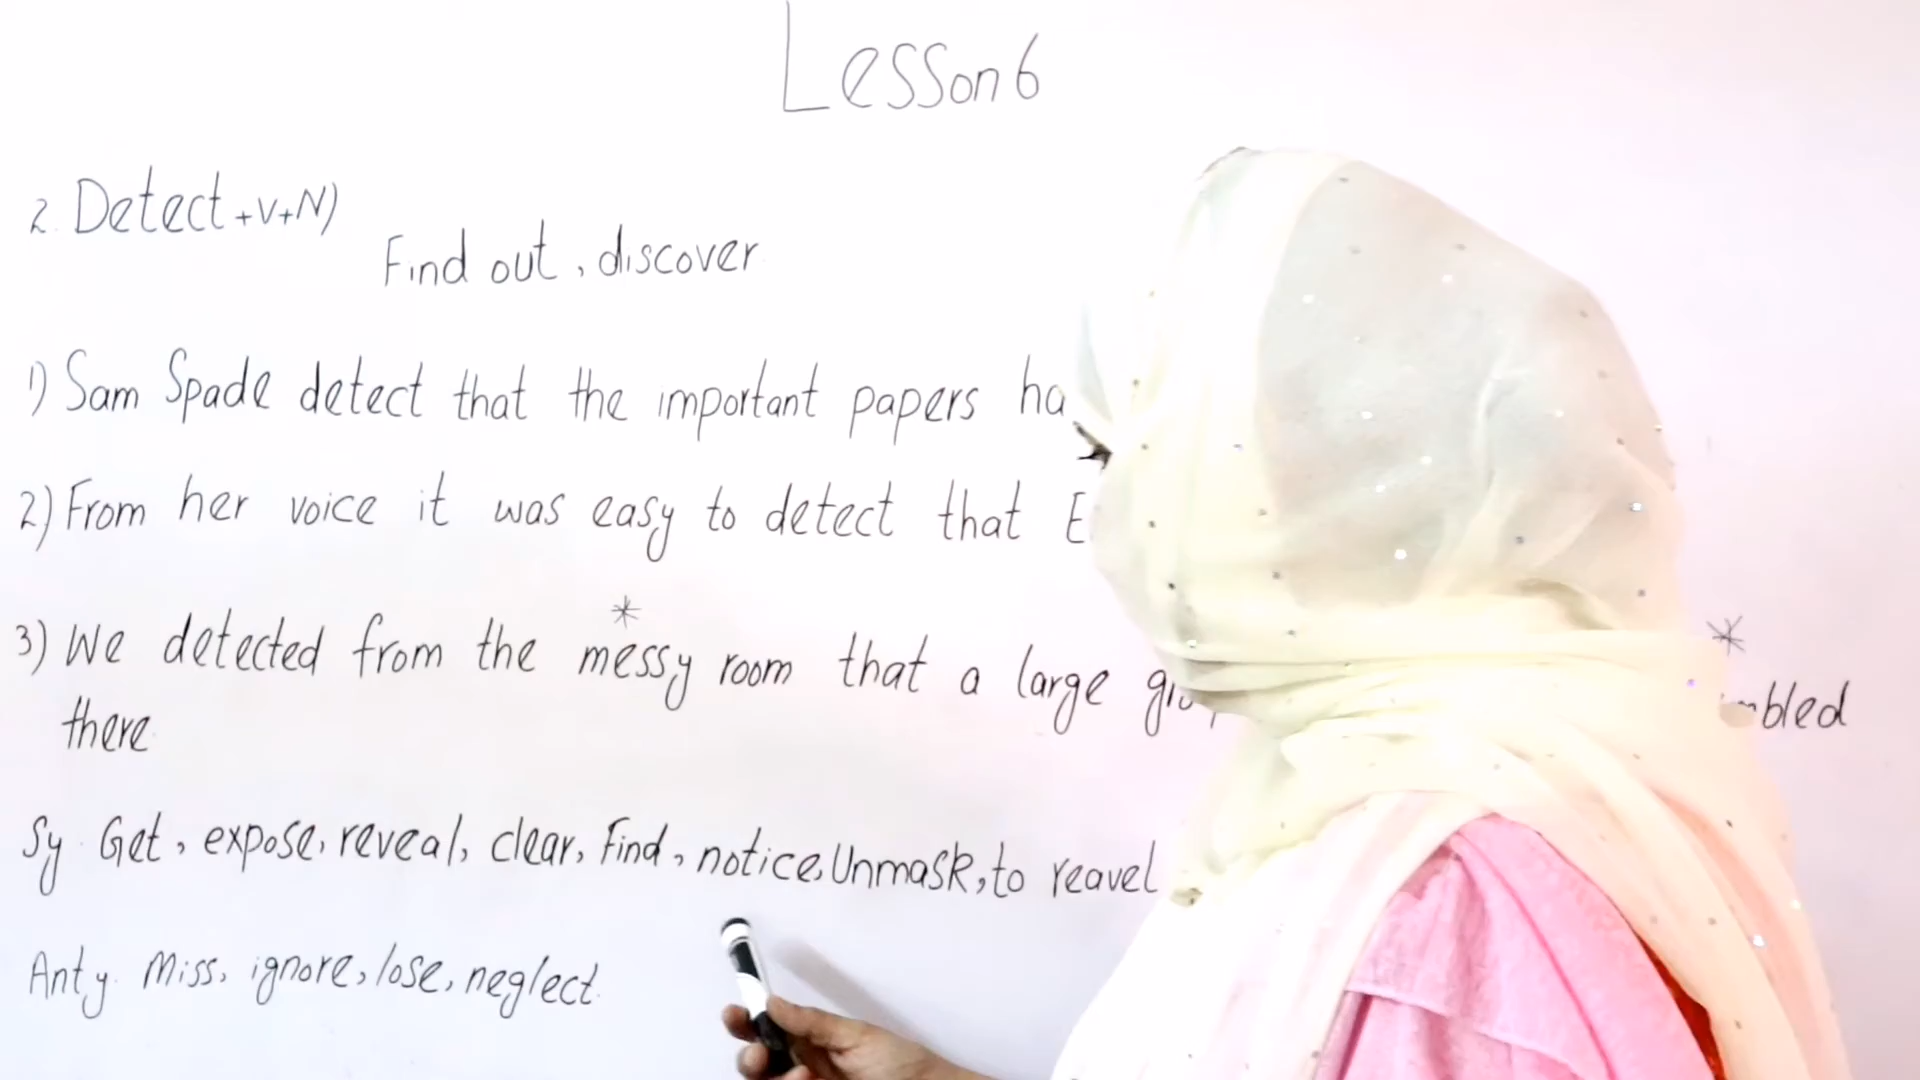 Lesson 6
2. Detect +V+N)
Find out, discover
1) Sam Spade detect that the important papers
2) From her voice it was easy to detect that
3) We detected from the messy room that a large
there
Sy Get, expose, reveal, clear, Find, notice, Unmask, to reavel
Anty. Miss, ignore, lose, neglect.